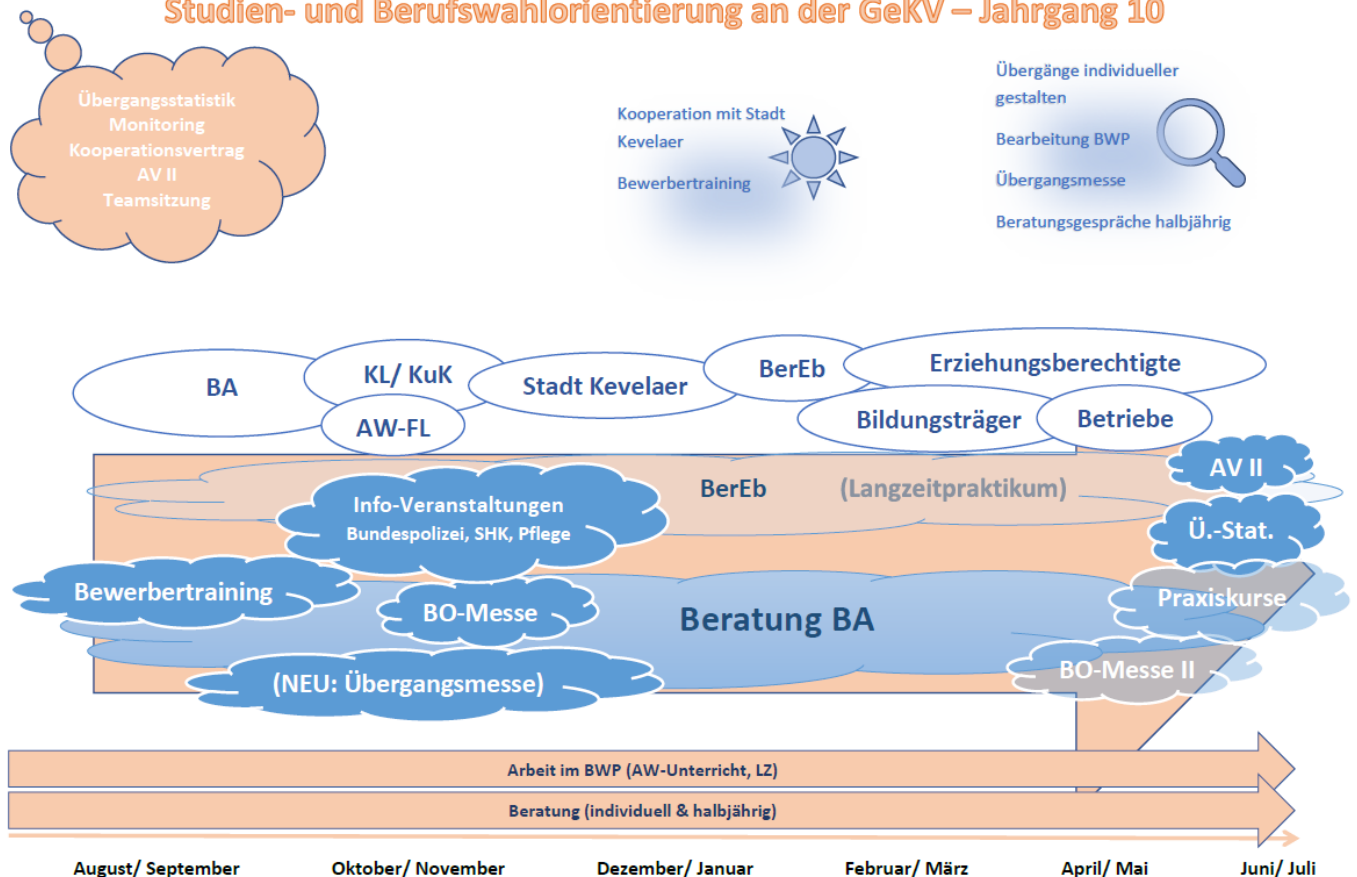 Studien- und Berufswahlorientierung an der GeKV – Jahrgang 10
Übergangsstatistik
Monitoring
Kooperationsvertrag
AV II
Teamsitzung
Kooperation mit Stadt
Kevelaer
Bewerbertraining
Übergänge individueller
gestalten
Bearbeitung BWP
Übergangsmesse
Beratungsgespräche halbjährig
BA
KL/ KuK
AW-FL
Stadt Kevelaer
BerEb
Erziehungsberechtigte
Bildungsträger
Betriebe
AV II
BerEb
(Langzeitpraktikum)
Info-Veranstaltungen
Bundespolizei, SHK, Pflege
Ü.-Stat.
Bewerbertraining
BO-Messe
Beratung BA
Praxiskurse
(NEU: Übergangsmesse)
BO-Messe II
Arbeit im BWP (AW-Unterricht, LZ)
Beratung (individuell & halbjährig)
August/ September
Oktober/ November
Dezember/ Januar
Februar/ März
April/ Mai
Juni/ Juli